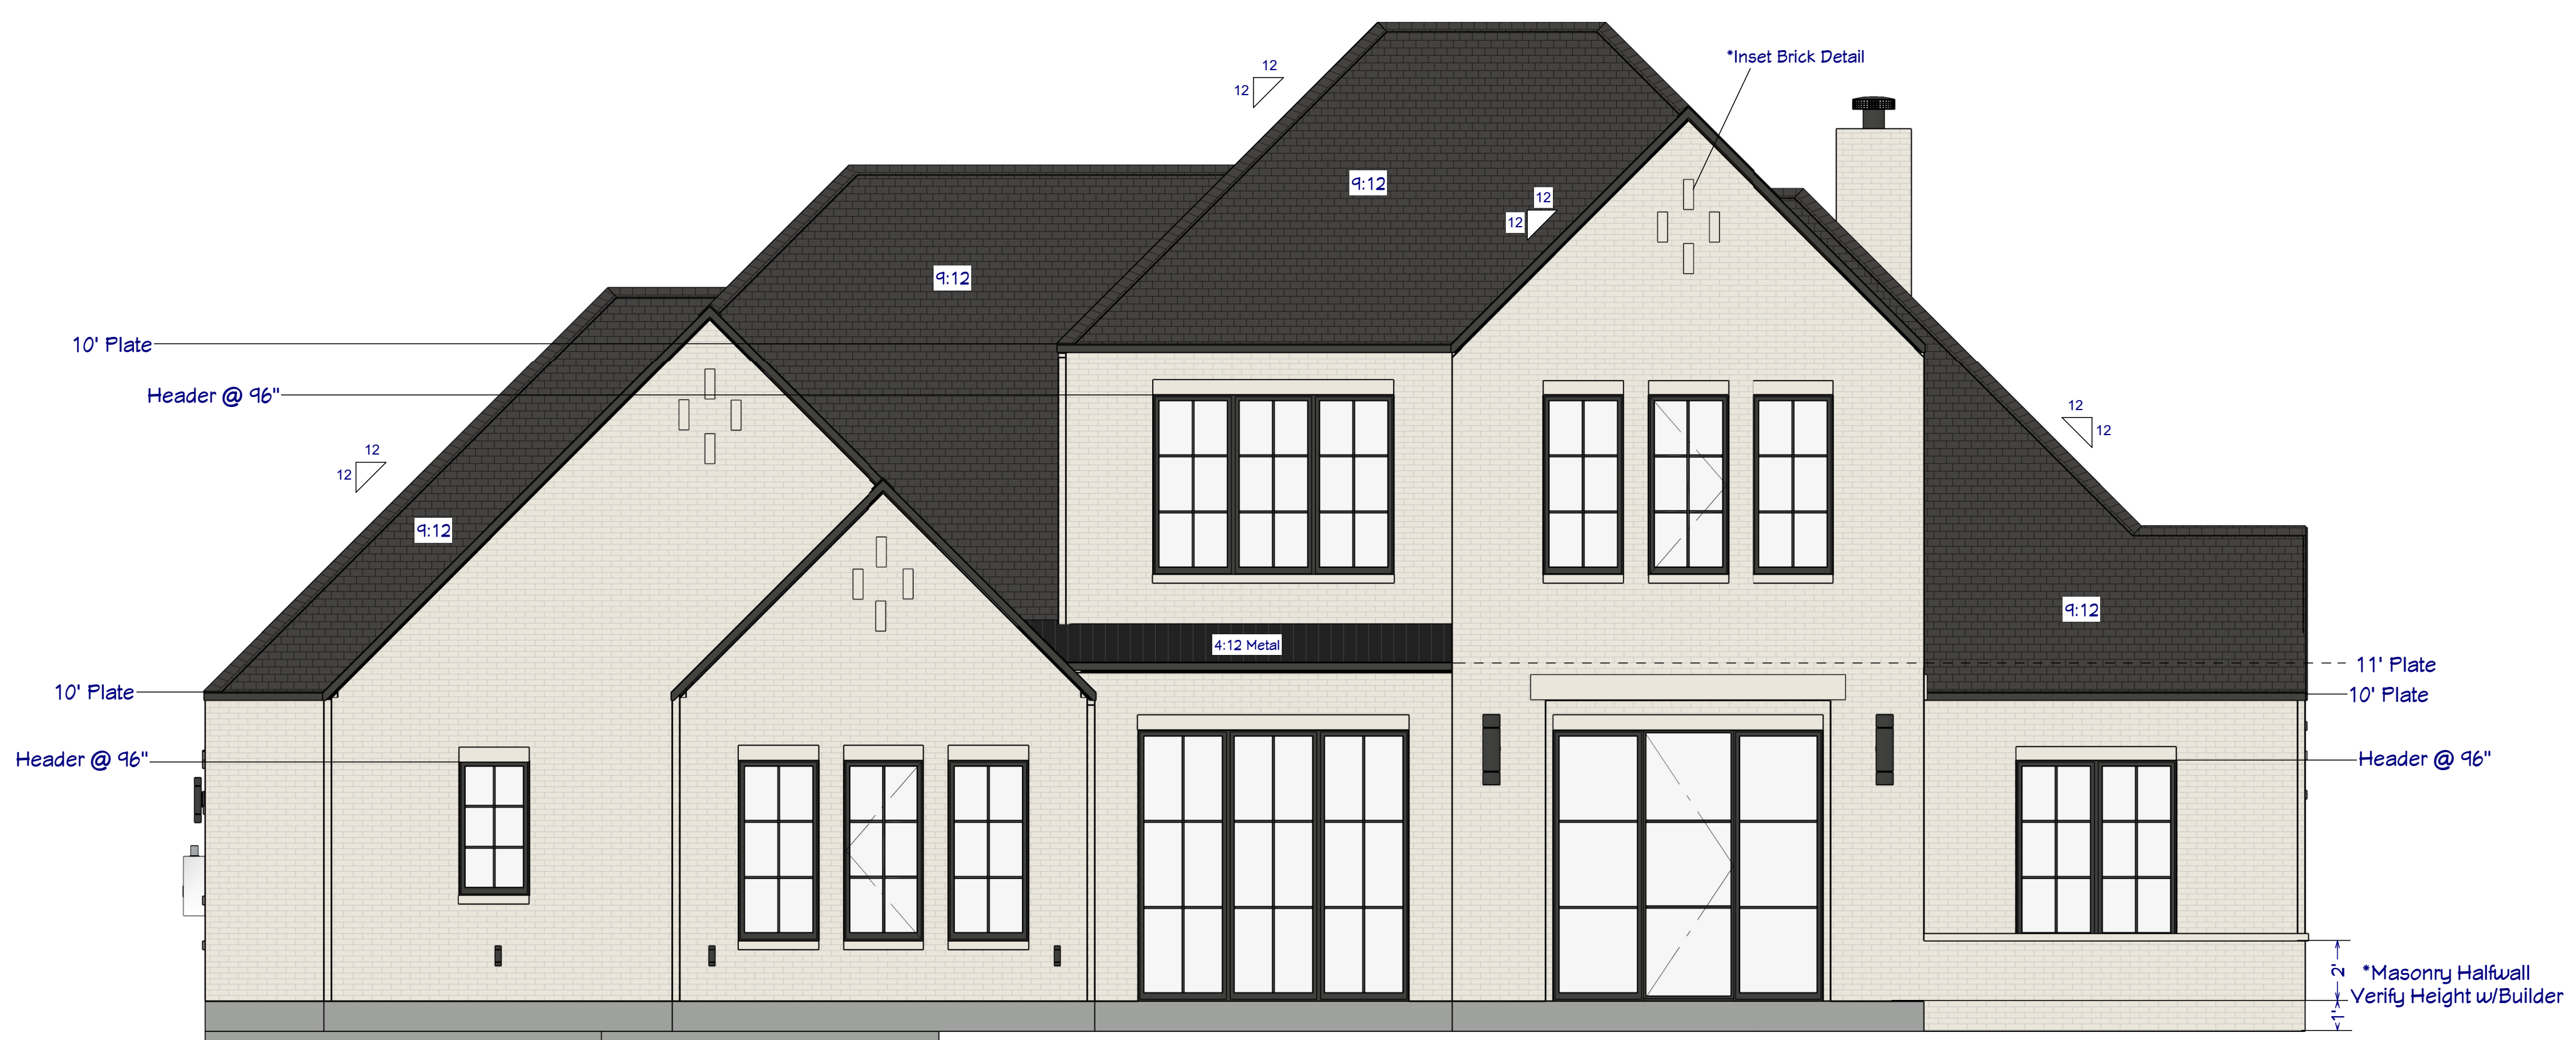 *Inset Brick Detail
12
12
9:12
12
12
9:12
10' Plate
Header @ 96"
12
12
12
12
9:12
9:12
4:12 Metal
11' Plate
10' Plate
10' Plate
Header @ 96"
Header @ 96"
2'
*Masonry Halfwall
Verify Height w/Builder
1'